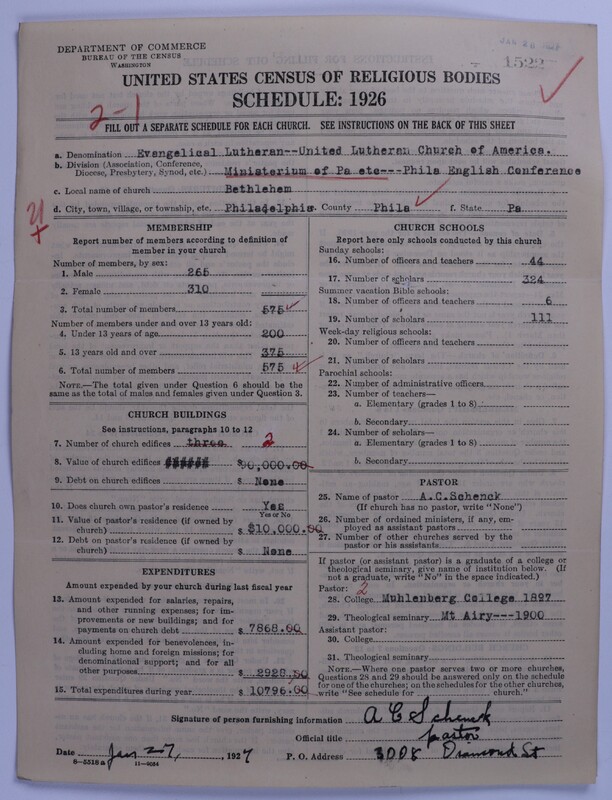 DEPARTMENT OF COMMERCE
BUREAU OF THE CENSUS
WASHINGTON
1522
UNITED STATES CENSUS OF RELIGIOUS BODIES
SCHEDULE: 1926
2-1
FILL OUT A SEPARATE SCHEDULE FOR EACH CHURCH. SEE INSTRUCTIONS ON THE BACK OF THIS SHEET
a. Denomination Evangelical Lutheran--United Lutheran Church of America.
b. Division (Association, Conference, Diocese, Presbytery, Synod, etc.) Ministerium of Pa etc---Phila English Conference
c. Local name of church Bethlehem
d. City, town, village, or township, etc. Philadelphia. County Phila f. State Pa
MEMBERSHIP
Report number of members according to definition of member in your church
Number of members, by sex:
1. Male 265
2. Female 310
3. Total number of members 575
Number of members under and over 13 years old:
4. Under 13 years of age 200
5. 13 years old and over 375
6. Total number of members 575
NOTE.—The total given under Question 6 should be the same as the total of males and females given under Question 3.
CHURCH BUILDINGS
See instructions, paragraphs 10 to 12
7. Number of church edifices three 2
8. Value of church edifices $90,000.00
9. Debt on church edifices $ None
10. Does church own pastor's residence Yes
Yes or No
11. Value of pastor's residence (if owned by church) $10,000.00
12. Debt on pastor's residence (if owned by church) $ None
EXPENDITURES
Amount expended by your church during last fiscal year
13. Amount expended for salaries, repairs, and other running expenses; for improvements or new buildings; and for payments on church debt $ 7868.00
14. Amount expended for benevolences, including home and foreign missions; for denominational support; and for all other purposes $ 2928.00
15. Total expenditures during year $ 10796.00
CHURCH SCHOOLS
Report here only schools conducted by this church
Sunday schools:
16. Number of officers and teachers 44
17. Number of scholars 324
Summer vacation Bible schools:
18. Number of officers and teachers 6
19. Number of scholars 111
Week-day religious schools:
20. Number of officers and teachers
21. Number of scholars
Parochial schools:
22. Number of administrative officers
23. Number of teachers—
a. Elementary (grades 1 to 8)
b. Secondary
24. Number of scholars—
a. Elementary (grades 1 to 8)
b. Secondary
PASTOR
25. Name of pastor A.C.Schenck
(If church has no pastor, write "None")
26. Number of ordained ministers, if any, employed as assistant pastors
27. Number of other churches served by the pastor or his assistants
If pastor (or assistant pastor) is a graduate of a college or theological seminary, give name of institution below. (If not a graduate, write "No" in the space indicated.)
Pastor: 2
28. College Muhlenberg College 1897
29. Theological seminary Mt Airy---1900
Assistant pastor:
30. College
31. Theological seminary
NOTE.—Where one pastor serves two or more churches, Questions 28 and 29 should be answered only on the schedule for one of the churches; on the schedules for the other churches, write "See schedule for church."
Signature of person furnishing information A C Schenck
Official title pastor
Date Jan 27, 1927 P. O. Address 3008 Diamond St
8-5518a 11-9034